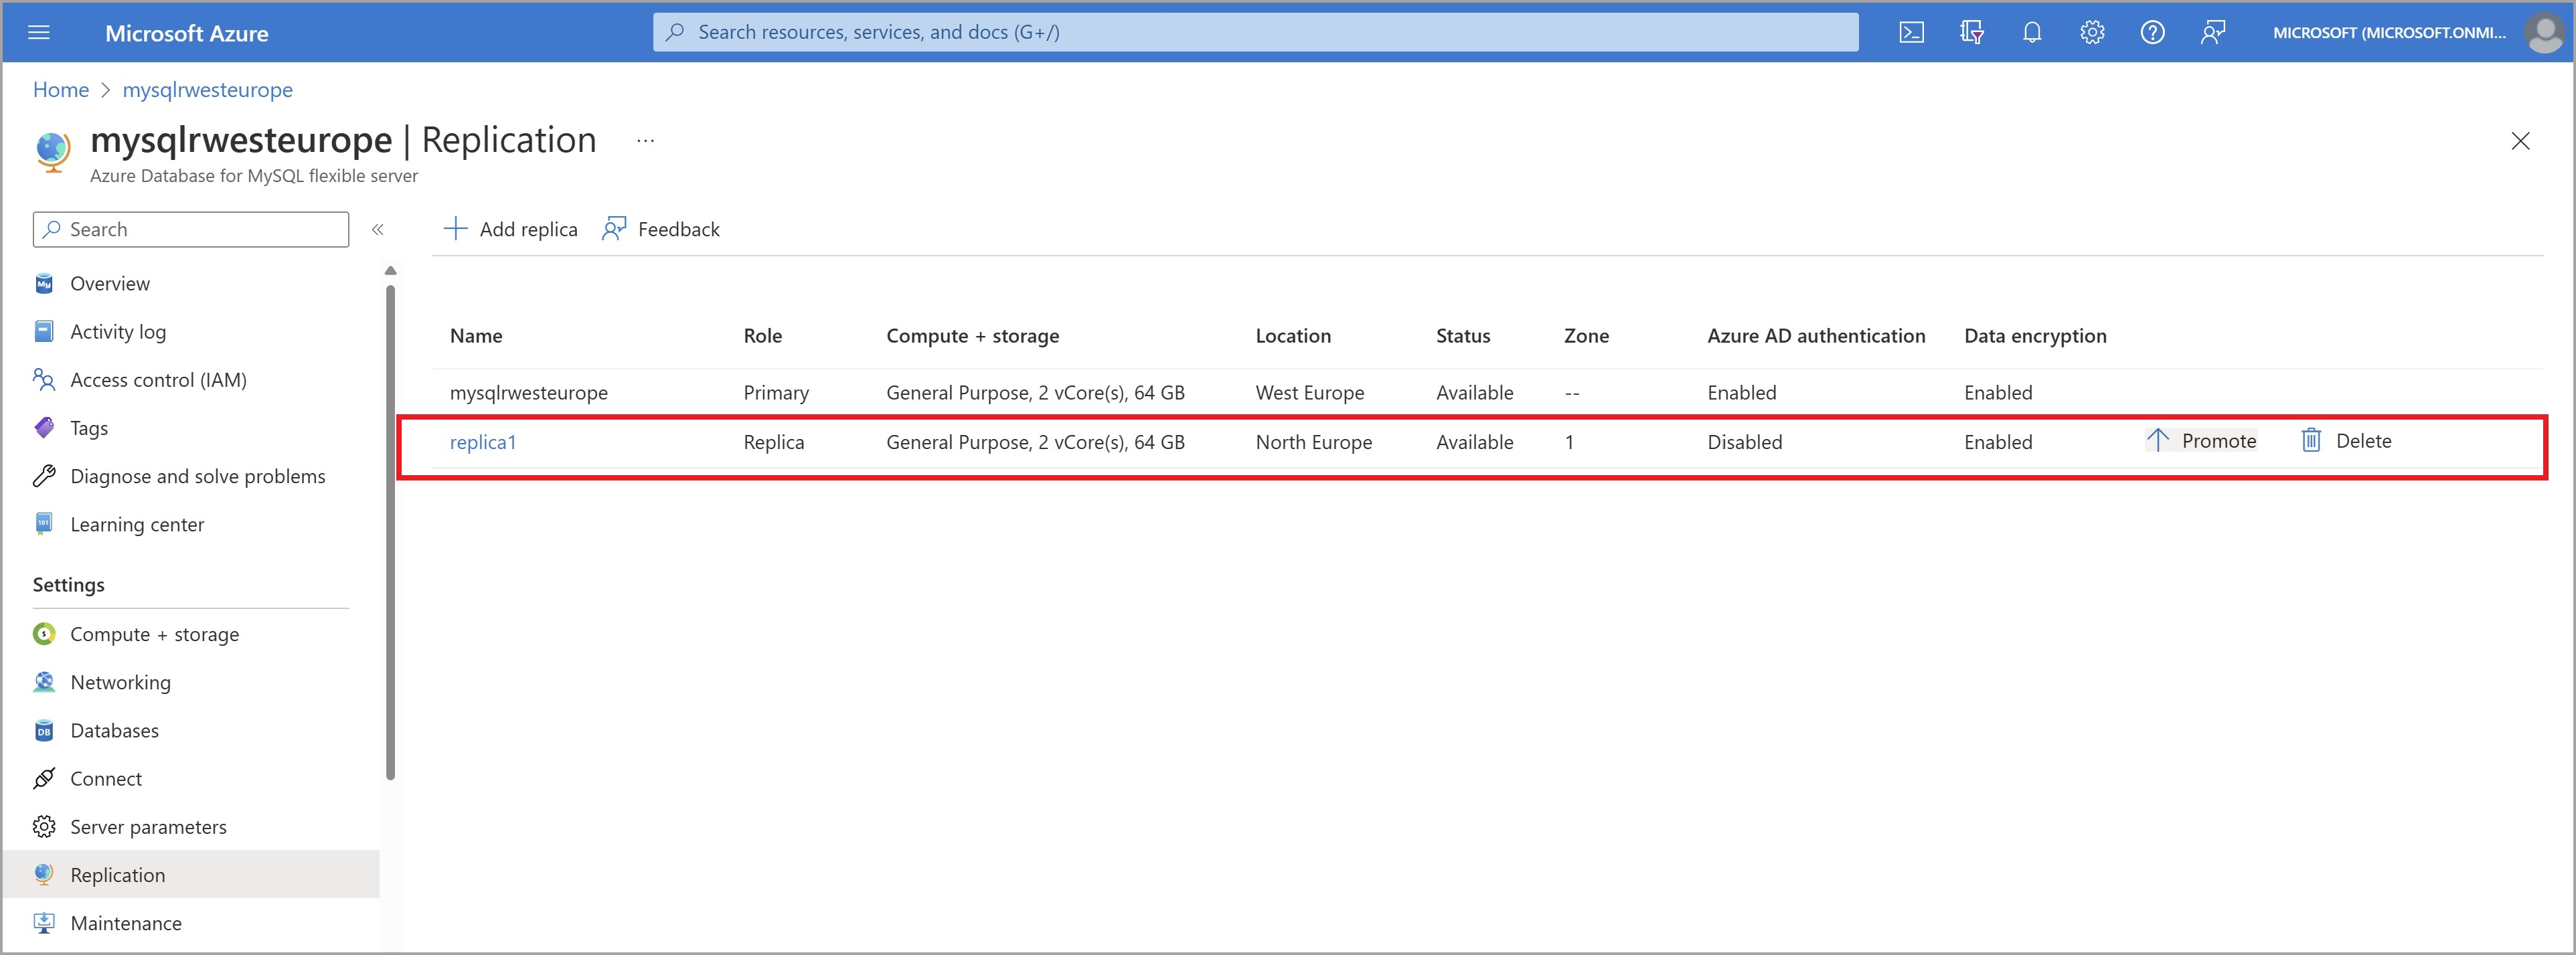 Microsoft Azure
Search resources, services, and docs (G+/)
MICROSOFT (MICROSOFT.ONMI...
Home > mysqlrwesteurope
mysqlrwesteurope | Replication ...
Azure Database for MySQL flexible server
Search «
Add replica Feedback
Overview
Activity log
Access control (IAM)
Tags
Diagnose and solve problems
Learning center
Settings
Compute + storage
Networking
Databases
Connect
Server parameters
Replication
Maintenance
Name Role Compute + storage Location Status Zone Azure AD authentication Data encryption
mysqlrwesteurope Primary General Purpose, 2 vCore(s), 64 GB West Europe Available -- Enabled Enabled
replica1 Replica General Purpose, 2 vCore(s), 64 GB North Europe Available 1 Disabled Enabled Promote Delete